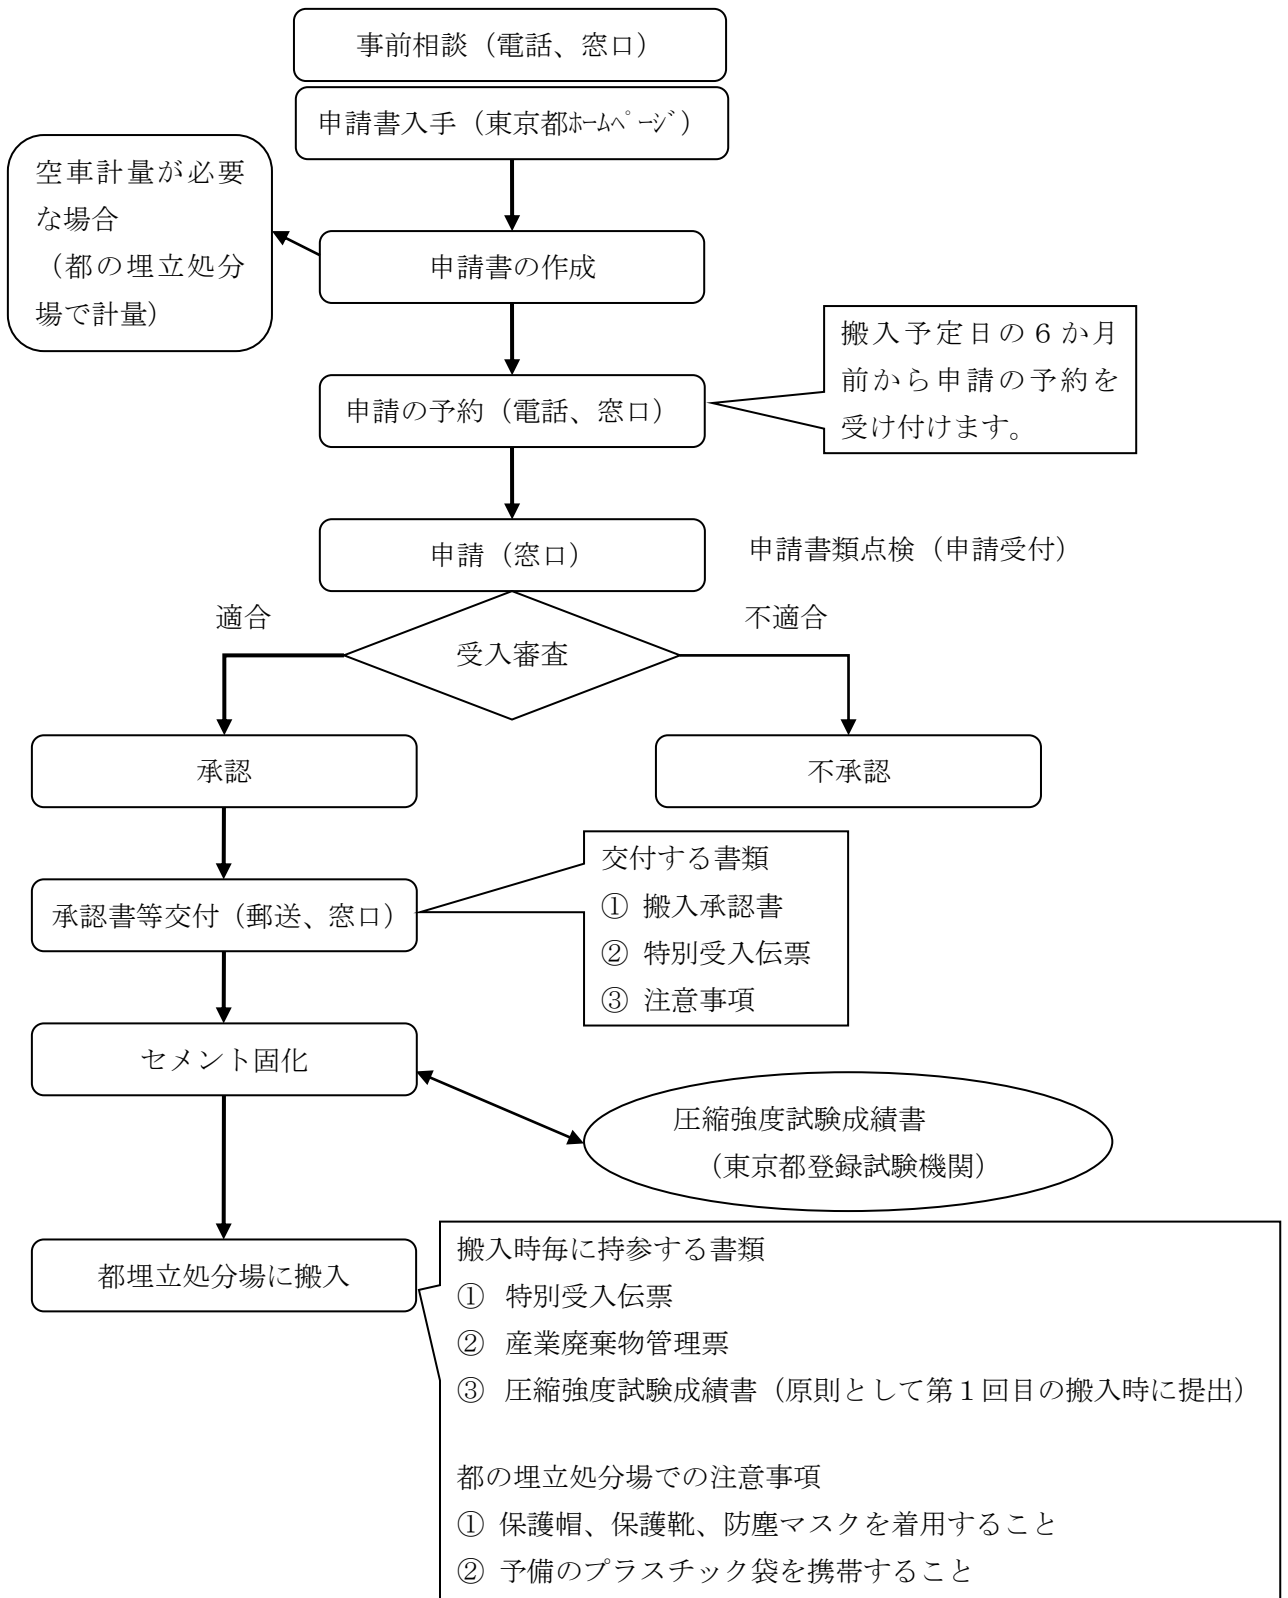 事前相談（電話、窓口）
申請書入手（東京都ﾎｰﾑﾍﾟｰｼﾞ）
空車計量が必要
な場合
（都の埋立処分
場で計量）
申請書の作成
搬入予定日の６か月
前から申請の予約を
受け付けます。
申請の予約（電話、窓口）
申請（窓口）
申請書類点検（申請受付）
適合
不適合
受入審査
承認
不承認
交付する書類
① 搬入承認書
② 特別受入伝票
③ 注意事項
承認書等交付（郵送、窓口）
セメント固化
圧縮強度試験成績書
（東京都登録試験機関）
都埋立処分場に搬入
搬入時毎に持参する書類
① 特別受入伝票
② 産業廃棄物管理票
③ 圧縮強度試験成績書（原則として第１回目の搬入時に提出）
都の埋立処分場での注意事項
① 保護帽、保護靴、防塵マスクを着用すること
② 予備のプラスチック袋を携帯すること